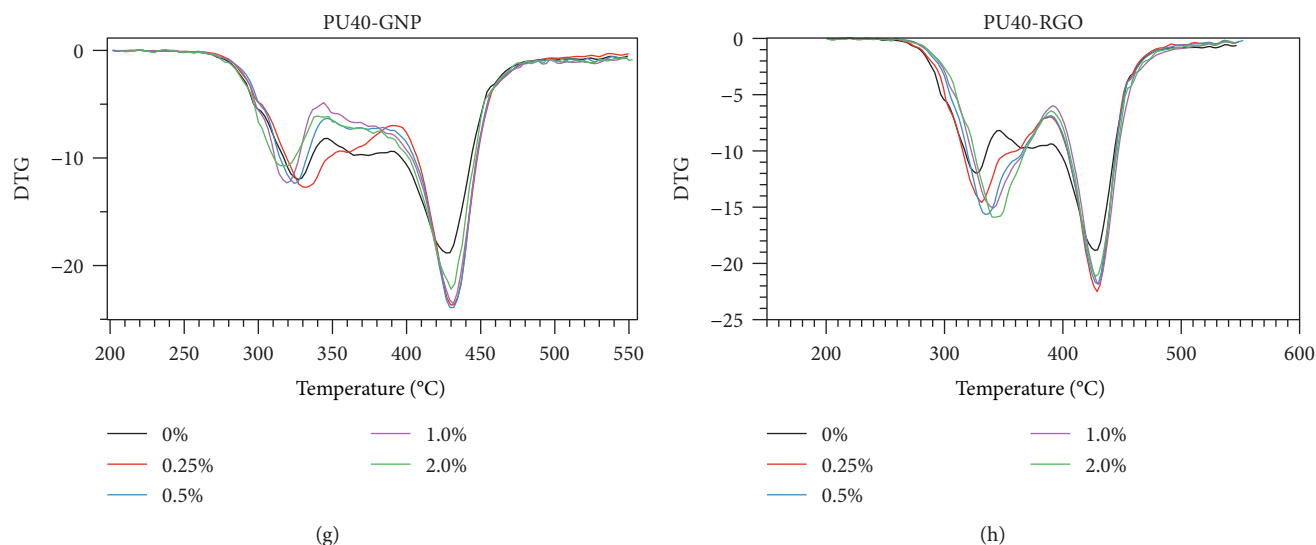 PU40-GNP
0
−10
−20
DTG
200 250 300 350 400 450 500 550
Temperature (°C)
0%
0.25%
0.5%
1.0%
2.0%
(g)
PU40-RGO
0
−5
−10
−15
−20
−25
DTG
200 300 400 500 600
Temperature (°C)
0%
0.25%
0.5%
1.0%
2.0%
(h)